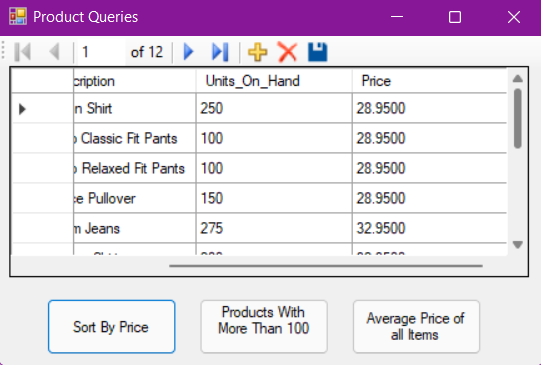 Product Queries
1 of 12
Units_On_Hand Price
Shirt 250 28.9500
Classic Fit Pants 100 28.9500
Relaxed Fit Pants 100 28.9500
Pullover 150 28.9500
Jeans 275 32.9500
Sort By Price
Products With
More Than 100
Average Price of
all Items